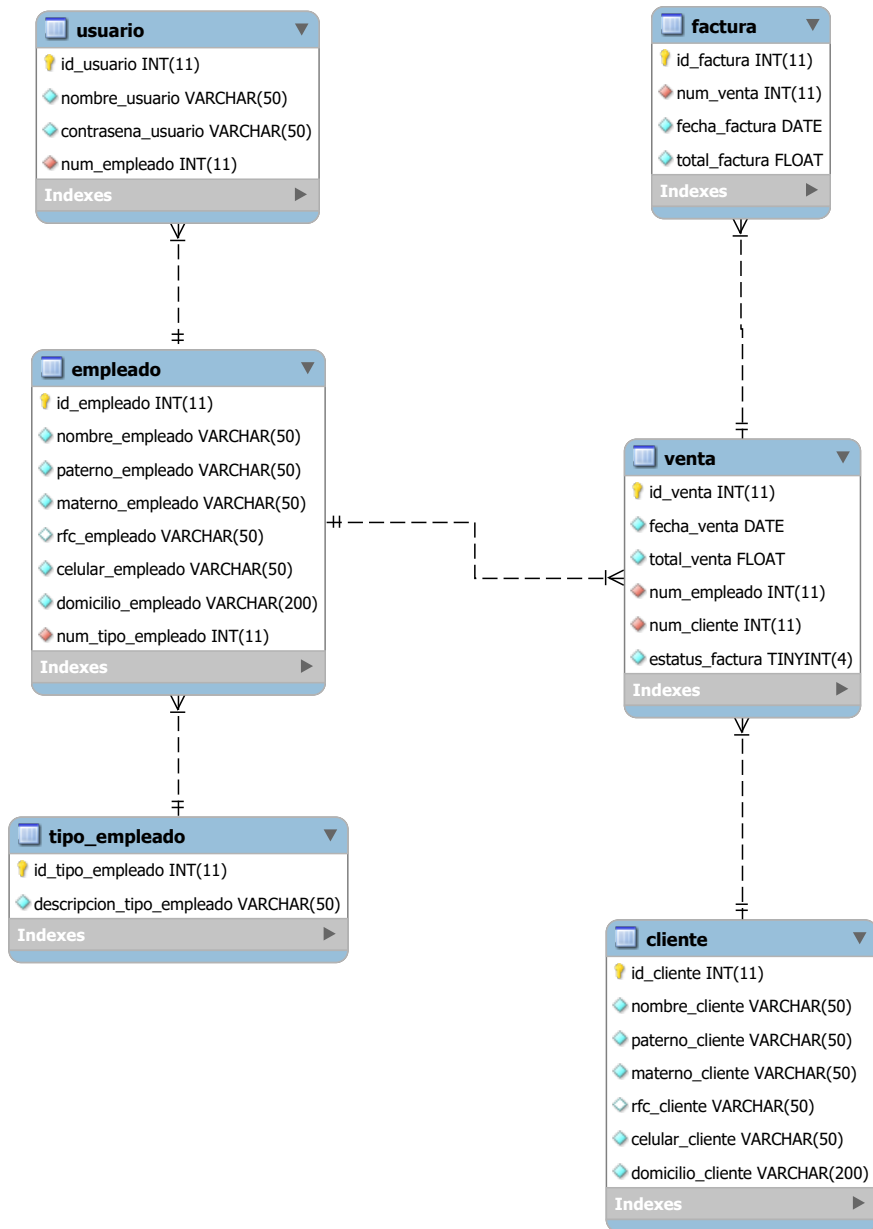 usuario
id_usuario INT(11)
nombre_usuario VARCHAR(50)
contrasena_usuario VARCHAR(50)
num_empleado INT(11)
Indexes
factura
id_factura INT(11)
num_venta INT(11)
fecha_factura DATE
total_factura FLOAT
Indexes
empleado
id_empleado INT(11)
nombre_empleado VARCHAR(50)
paterno_empleado VARCHAR(50)
materno_empleado VARCHAR(50)
rfc_empleado VARCHAR(50)
celular_empleado VARCHAR(50)
domicilio_empleado VARCHAR(200)
num_tipo_empleado INT(11)
Indexes
venta
id_venta INT(11)
fecha_venta DATE
total_venta FLOAT
num_empleado INT(11)
num_cliente INT(11)
estatus_factura TINYINT(4)
Indexes
tipo_empleado
id_tipo_empleado INT(11)
descripcion_tipo_empleado VARCHAR(50)
Indexes
cliente
id_cliente INT(11)
nombre_cliente VARCHAR(50)
paterno_cliente VARCHAR(50)
materno_cliente VARCHAR(50)
rfc_cliente VARCHAR(50)
celular_cliente VARCHAR(50)
domicilio_cliente VARCHAR(200)
Indexes